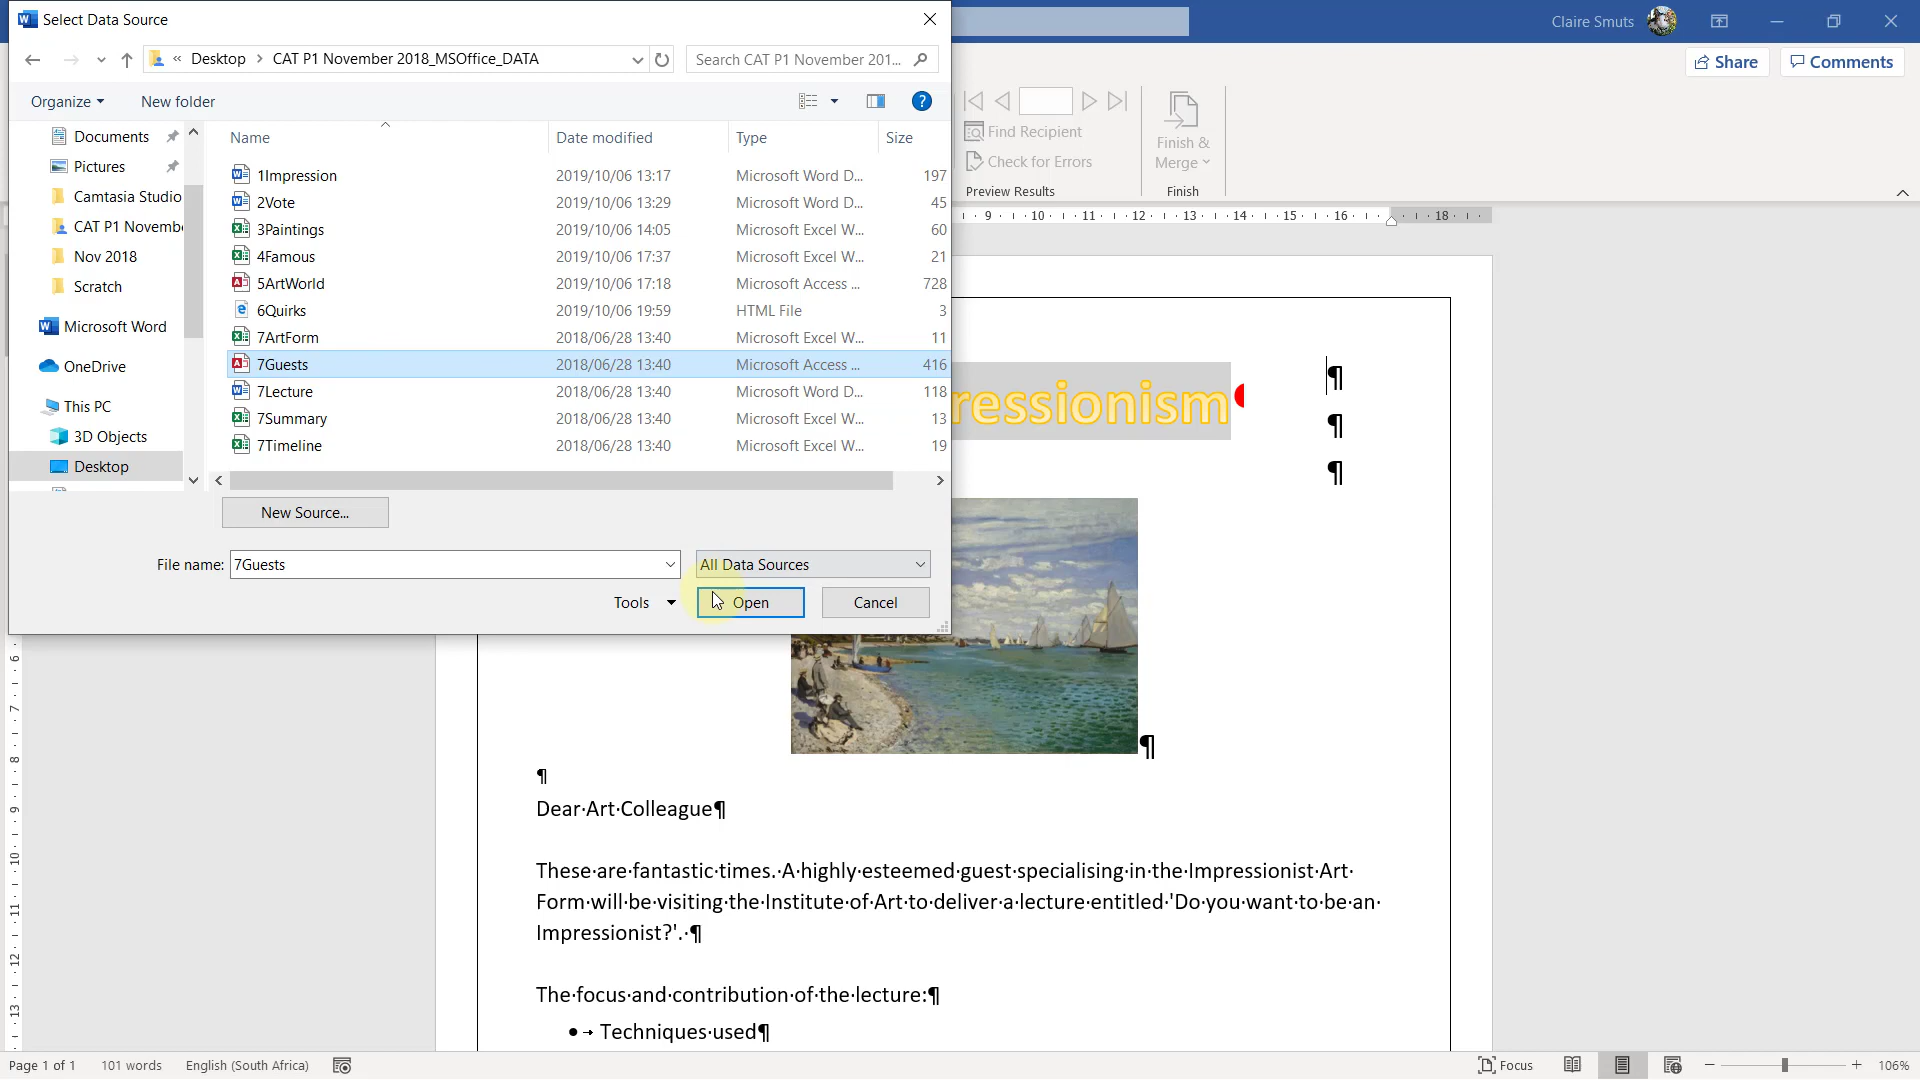 Select Data Source
Claire Smuts
« Desktop > CAT P1 November 2018_MSOffice_DATA
Search CAT P1 November 201...
Share
Comments
Organize
New folder
?
Find Recipient
Check for Errors
Preview Results
Finish &
Merge
Finish
Documents
Pictures
Camtasia Studio
CAT P1 Novembe
Nov 2018
Scratch
Microsoft Word
OneDrive
This PC
3D Objects
Desktop
Name Date modified Type Size
1Impression 2019/10/06 13:17 Microsoft Word D... 197
2Vote 2019/10/06 13:29 Microsoft Word D... 45
3Paintings 2019/10/06 14:05 Microsoft Excel W... 60
4Famous 2019/10/06 17:37 Microsoft Excel W... 21
5ArtWorld 2019/10/06 17:18 Microsoft Access ... 728
6Quirks 2019/10/06 19:59 HTML File 3
7ArtForm 2018/06/28 13:40 Microsoft Excel W... 11
7Guests 2018/06/28 13:40 Microsoft Access ... 416
7Lecture 2018/06/28 13:40 Microsoft Word D... 118
7Summary 2018/06/28 13:40 Microsoft Excel W... 13
7Timeline 2018/06/28 13:40 Microsoft Excel W... 19
New Source...
File name: 7Guests
All Data Sources
Tools
Open
Cancel
9 10 11 12 13 14 15 16 18
ressionism
¶
¶
¶
¶
¶
Dear·Art·Colleague¶
These·are·fantastic·times.·A·highly·esteemed·guest·specialising·in·the·Impressionist·Art·
Form·will·be·visiting·the·Institute·of·Art·to·deliver·a·lecture·entitled·'Do·you·want·to·be·an·
Impressionist?'.·¶
The·focus·and·contribution·of·the·lecture:¶
•→ Techniques·used¶
6
7
8
9
10
11
12
13
Page 1 of 1
101 words
English (South Africa)
Focus
106%